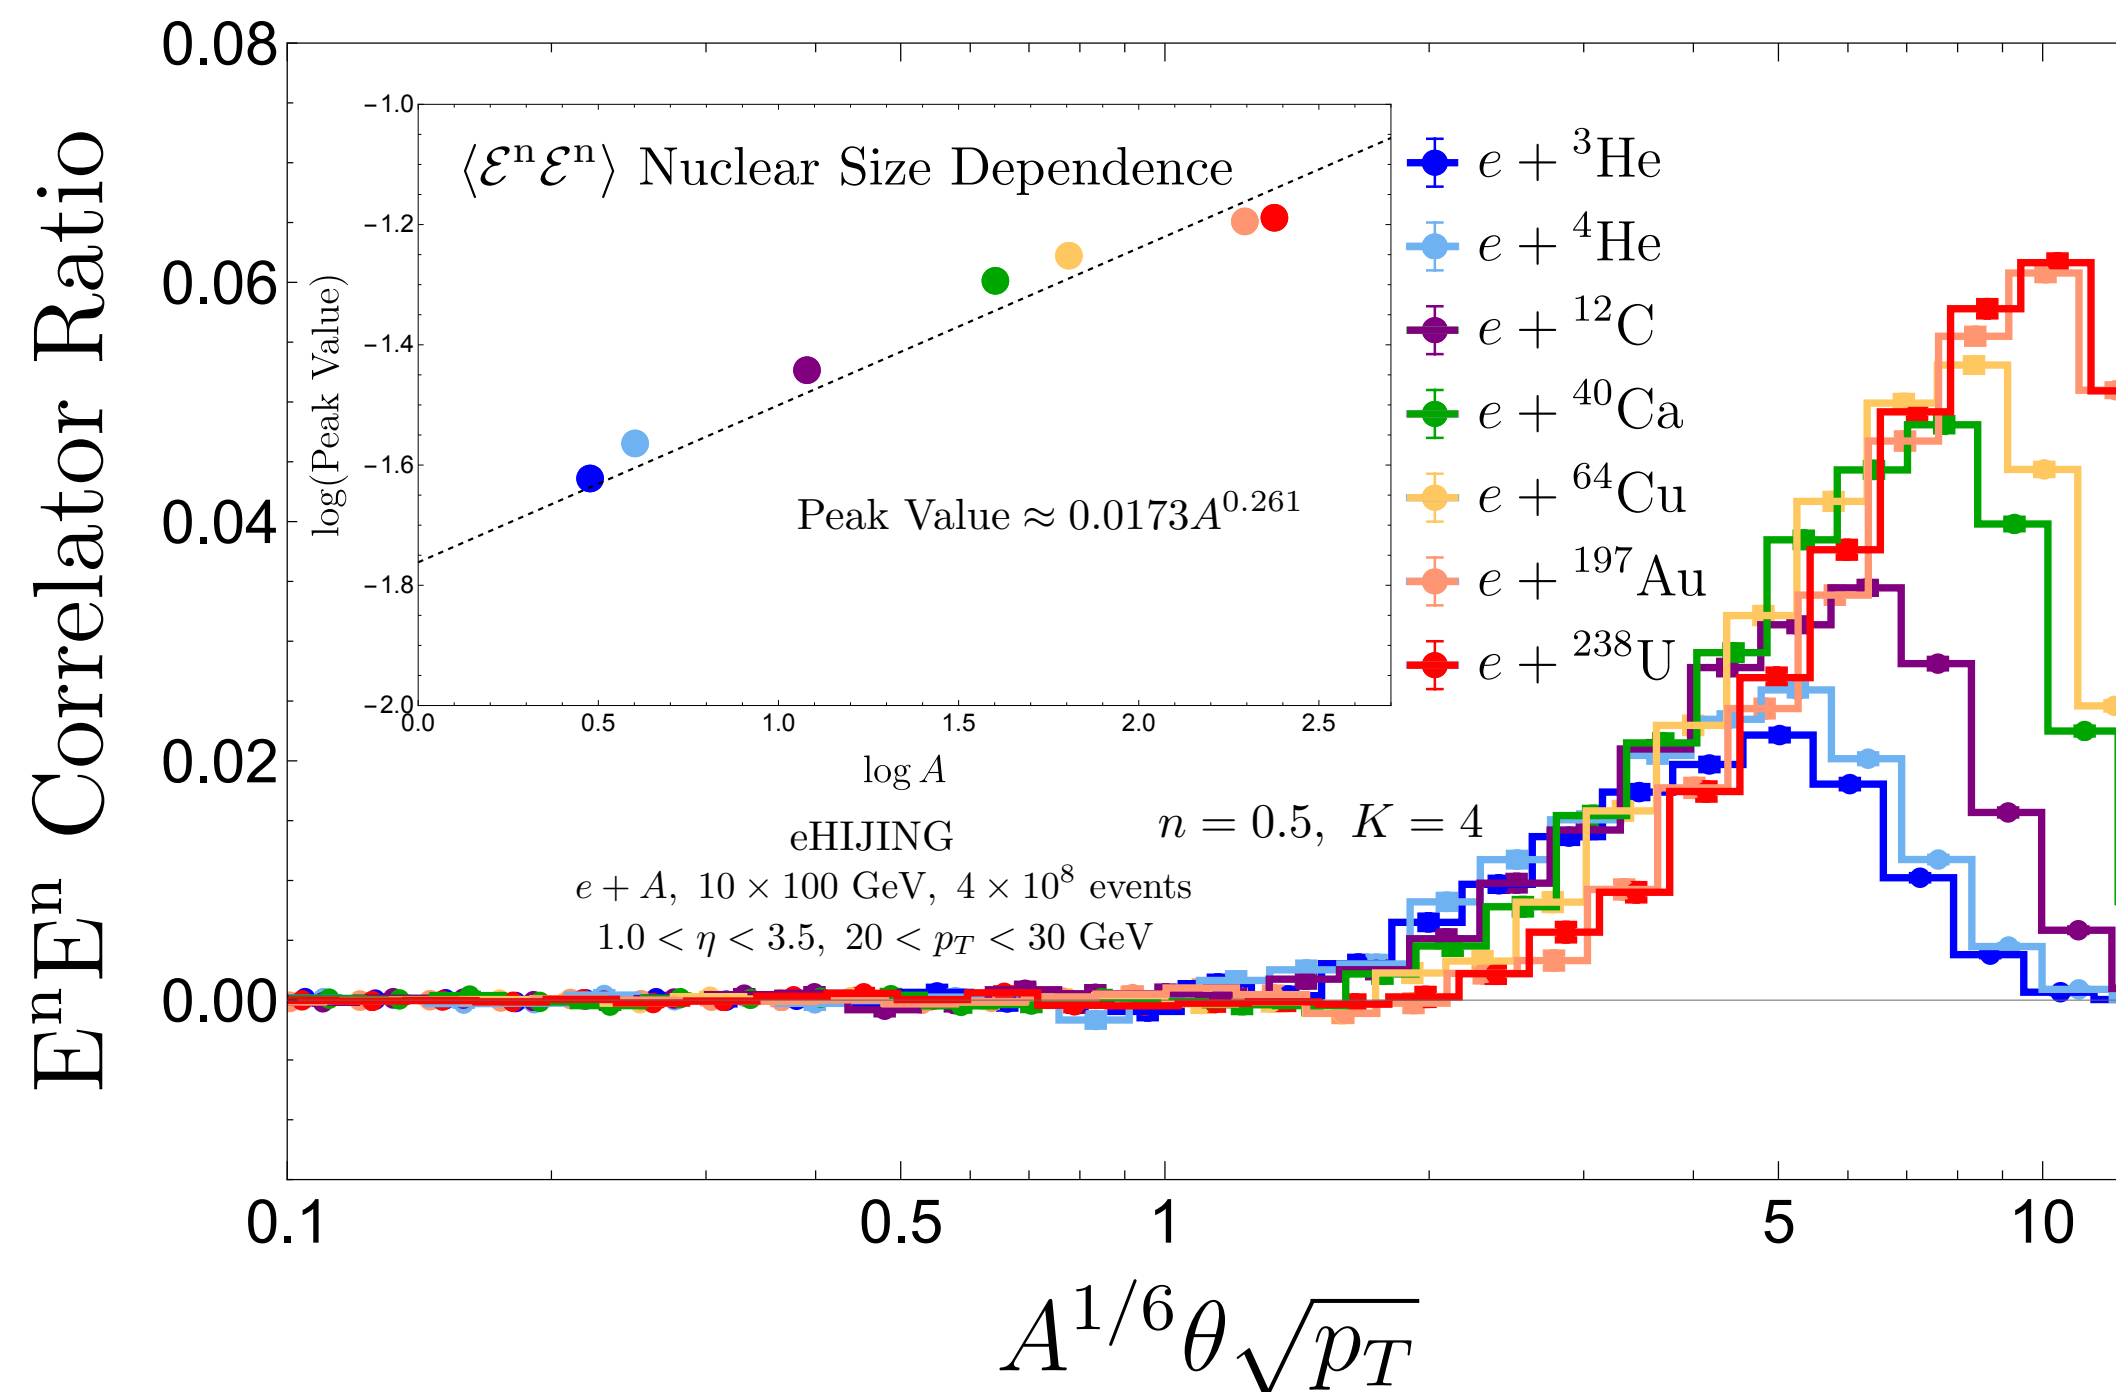 EⁿEⁿ Correlator Ratio
0.08
0.06
0.04
0.02
0.00
−1.0
−1.2
−1.4
−1.6
−1.8
−2.0
log(Peak Value)
⟨ℰⁿℰⁿ⟩ Nuclear Size Dependence
Peak Value ≈ 0.0173A^{0.261}
0.0 0.5 1.0 1.5 2.0 2.5
log A
e + ³He
e + ⁴He
e + ¹²C
e + ⁴⁰Ca
e + ⁶⁴Cu
e + ¹⁹⁷Au
e + ²³⁸U
n = 0.5, K = 4
eHIJING
e + A, 10 × 100 GeV, 4 × 10⁸ events
1.0 < η < 3.5, 20 < p_T < 30 GeV
0.1 0.5 1 5 10
A^{1/6}θ√p_T